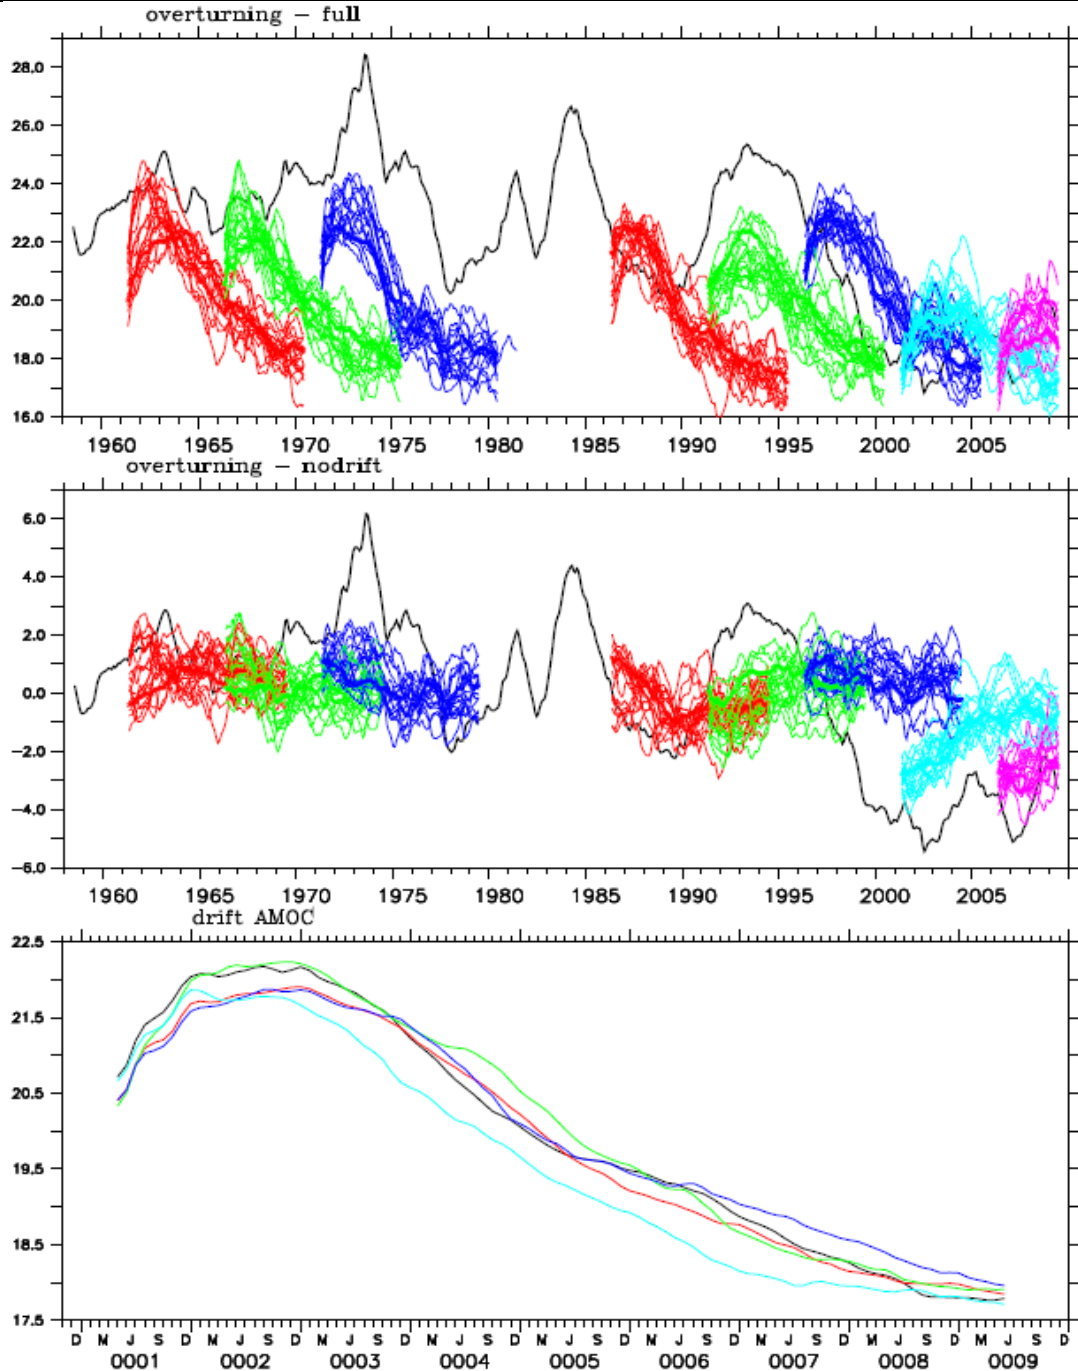 overturning – full
28.0
26.0
24.0
22.0
20.0
18.0
16.0
1960 1965 1970 1975 1980 1985 1990 1995 2000 2005
overturning – nodrift
6.0
4.0
2.0
0.0
−2.0
−4.0
−6.0
1960 1965 1970 1975 1980 1985 1990 1995 2000 2005
drift AMOC
22.5
21.5
20.5
19.5
18.5
17.5
D M J S D M J S D M J S D M J S D M J S D M J S D M J S D M J S D M J S D
0001 0002 0003 0004 0005 0006 0007 0008 0009